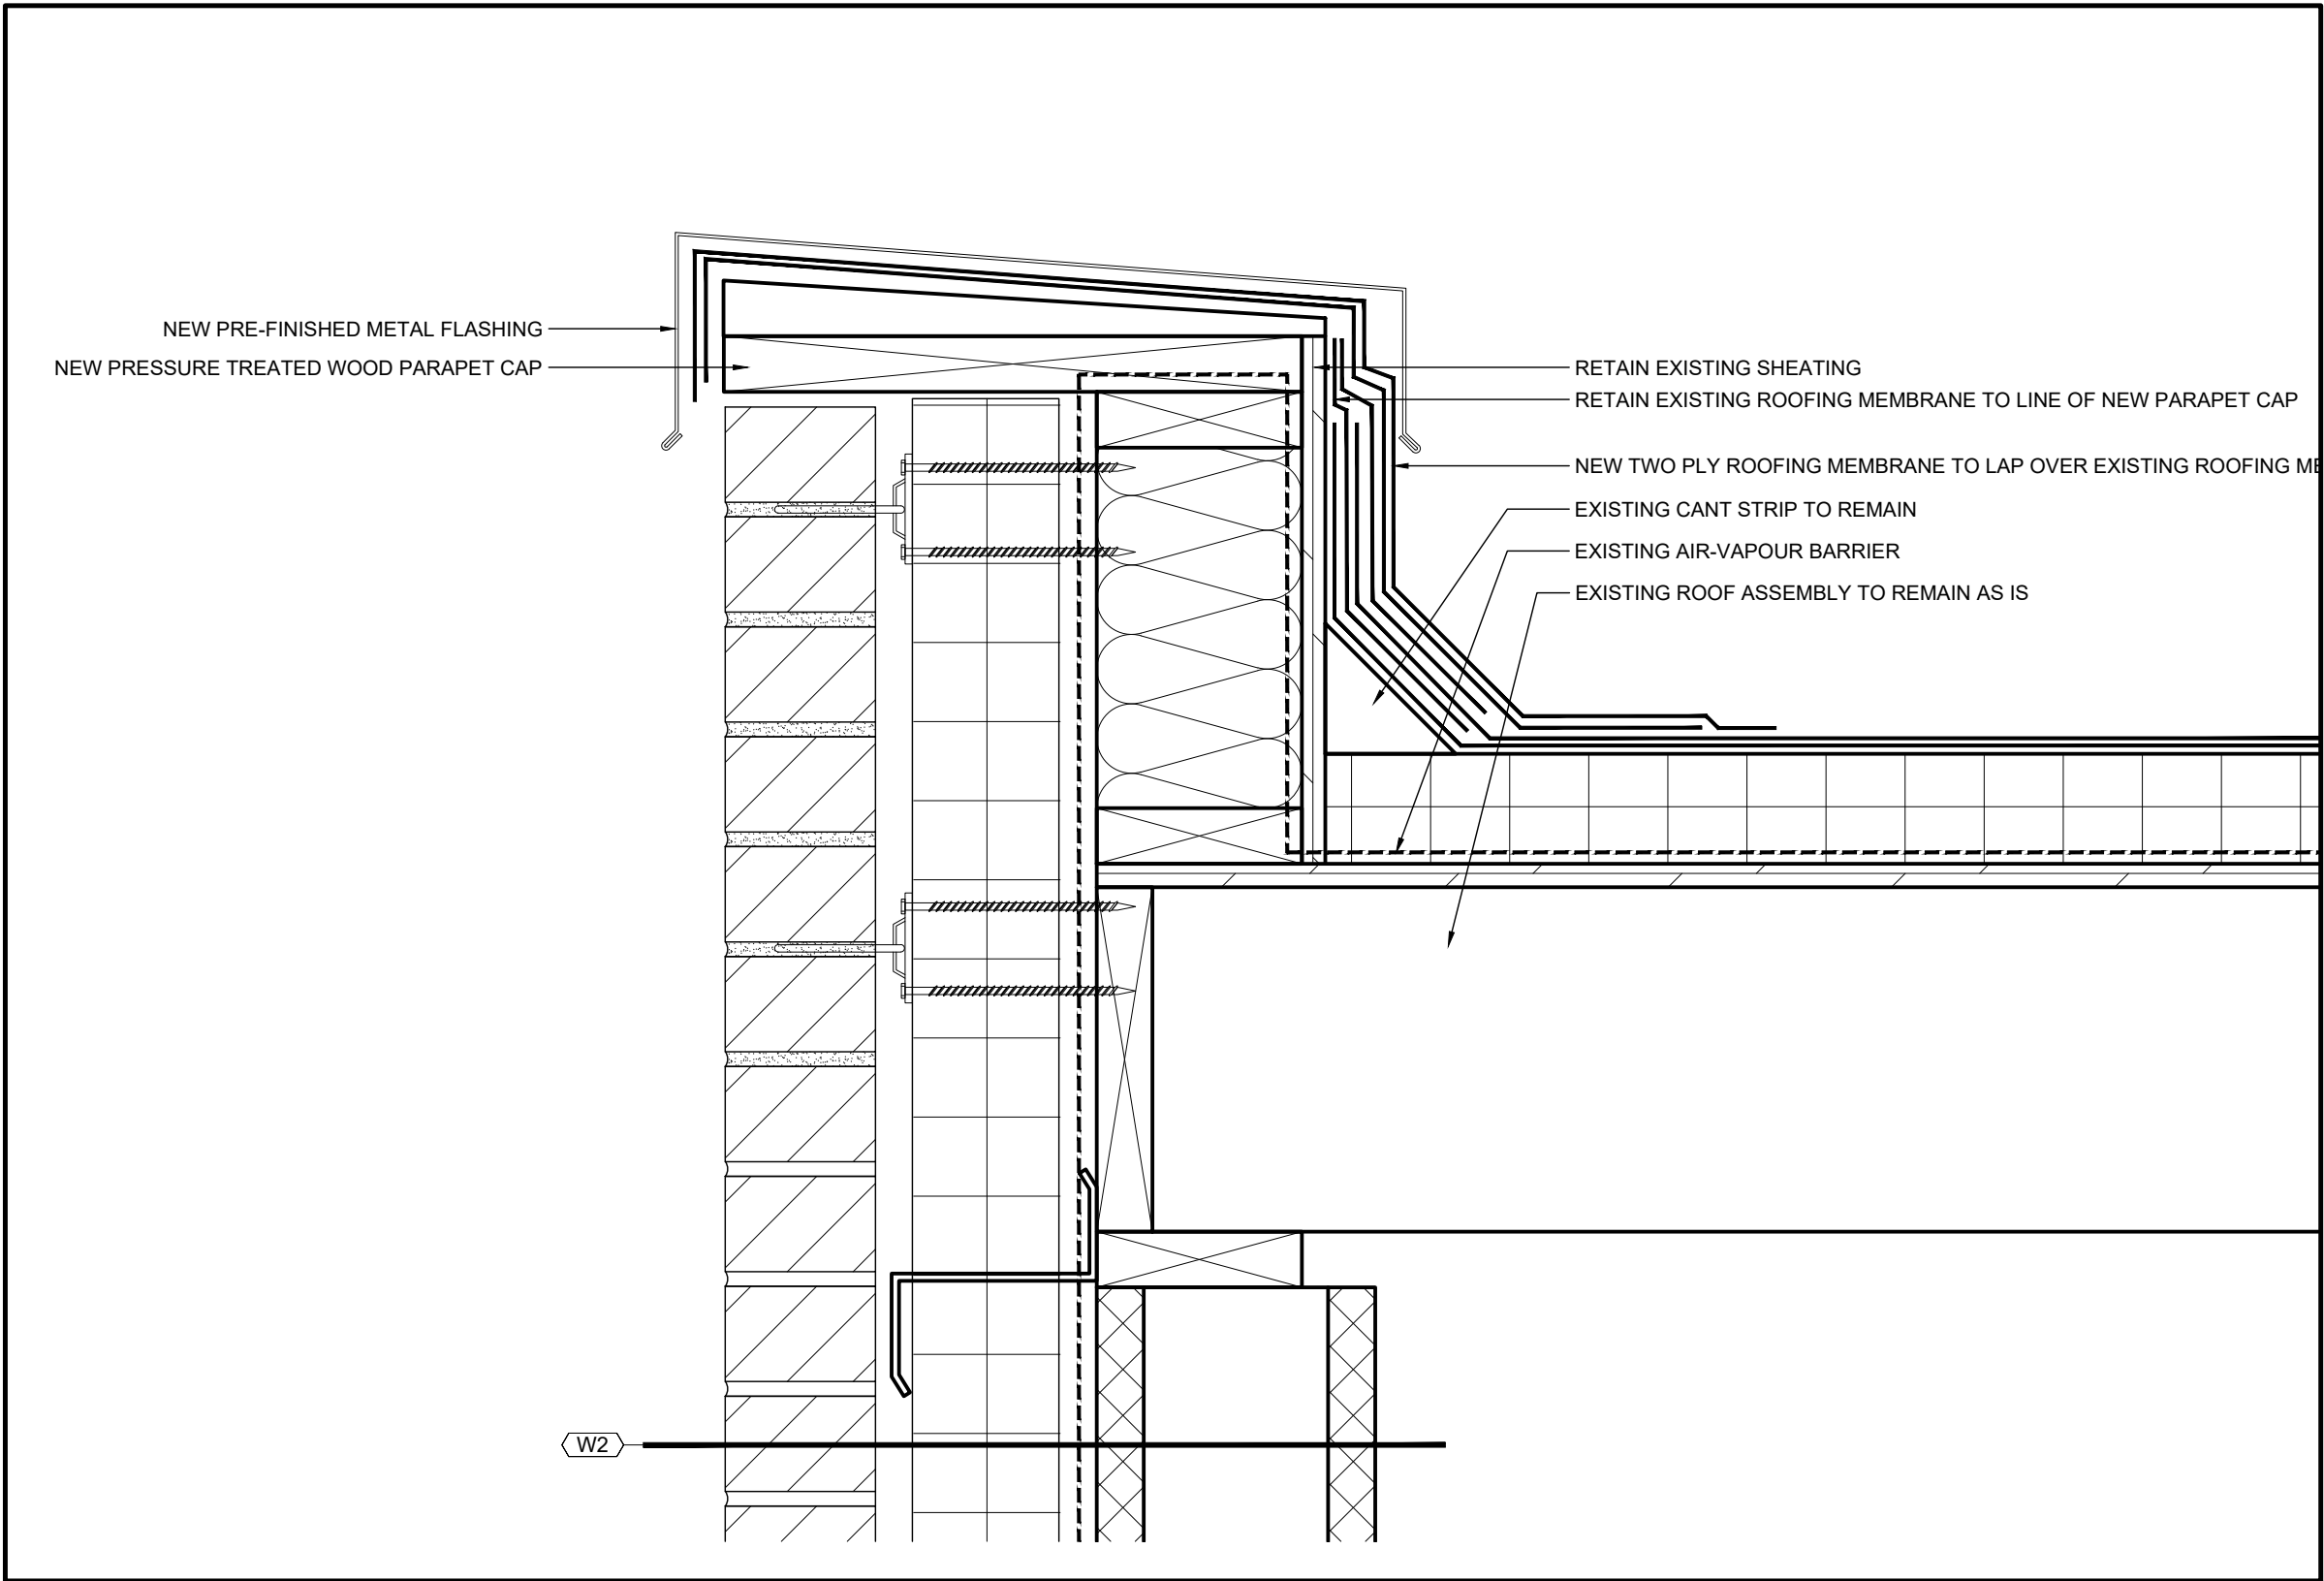 NEW PRE-FINISHED METAL FLASHING
NEW PRESSURE TREATED WOOD PARAPET CAP
RETAIN EXISTING SHEATING
RETAIN EXISTING ROOFING MEMBRANE TO LINE OF NEW PARAPET CAP
NEW TWO PLY ROOFING MEMBRANE TO LAP OVER EXISTING ROOFING
EXISTING CANT STRIP TO REMAIN
EXISTING AIR-VAPOUR BARRIER
EXISTING ROOF ASSEMBLY TO REMAIN AS IS
W2